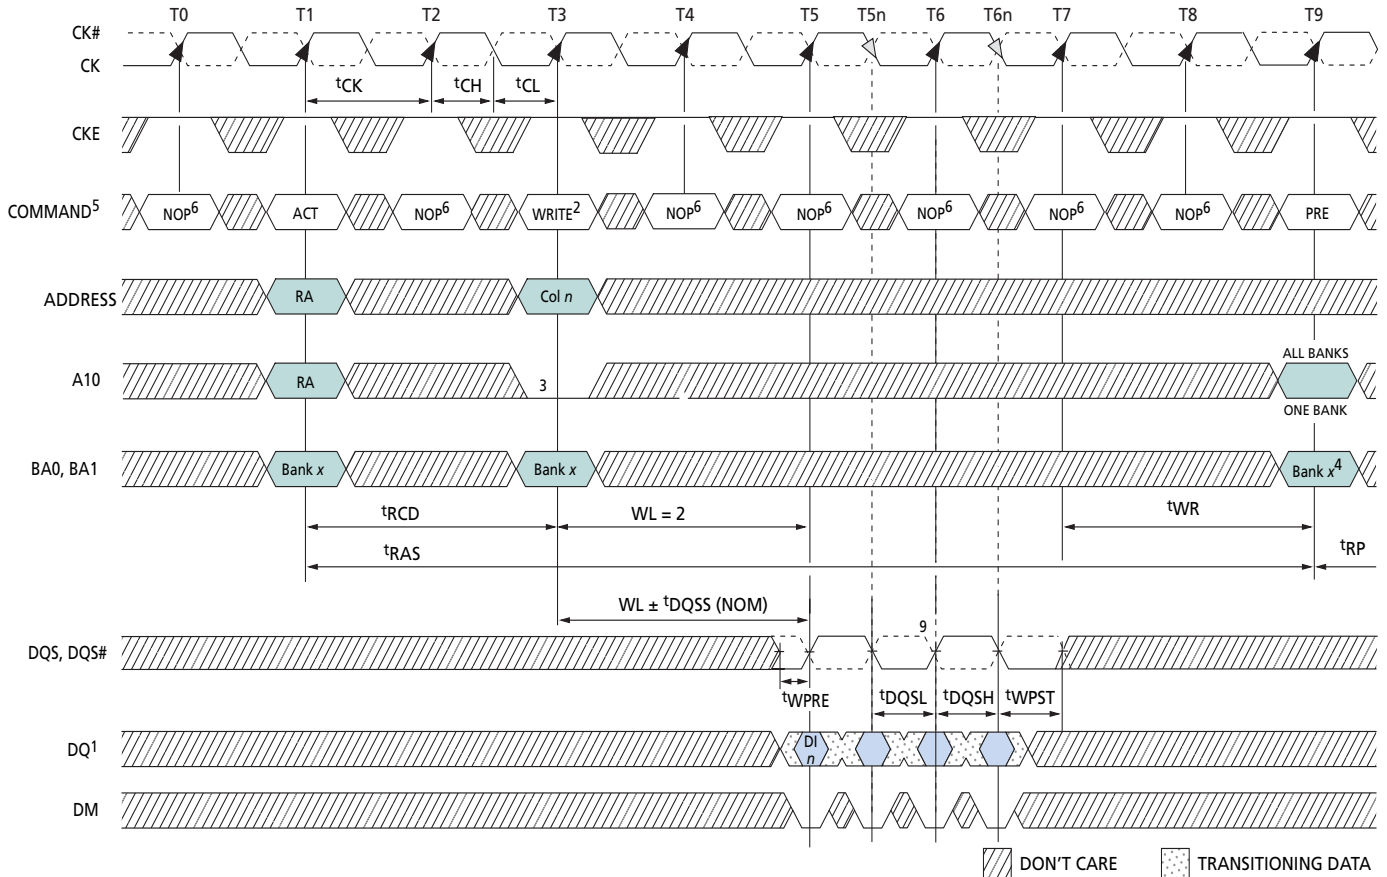 T0 T1 T2 T3 T4 T5 T5n T6 T6n T7 T8 T9
CK#
CK
tCK tCH tCL
CKE
COMMAND5 NOP6 ACT NOP6 WRITE2 NOP6 NOP6 NOP6 NOP6 NOP6 PRE
ADDRESS RA Col n
ALL BANKS
A10 RA 3
ONE BANK
BA0, BA1 Bank x Bank x Bank x4
tRCD WL = 2 tWR
tRAS tRP
WL ± tDQSS (NOM)
9
DQS, DQS#
tWPRE tDQSL tDQSH tWPST
DQ1 DI
n
DM
DON'T CARE TRANSITIONING DATA